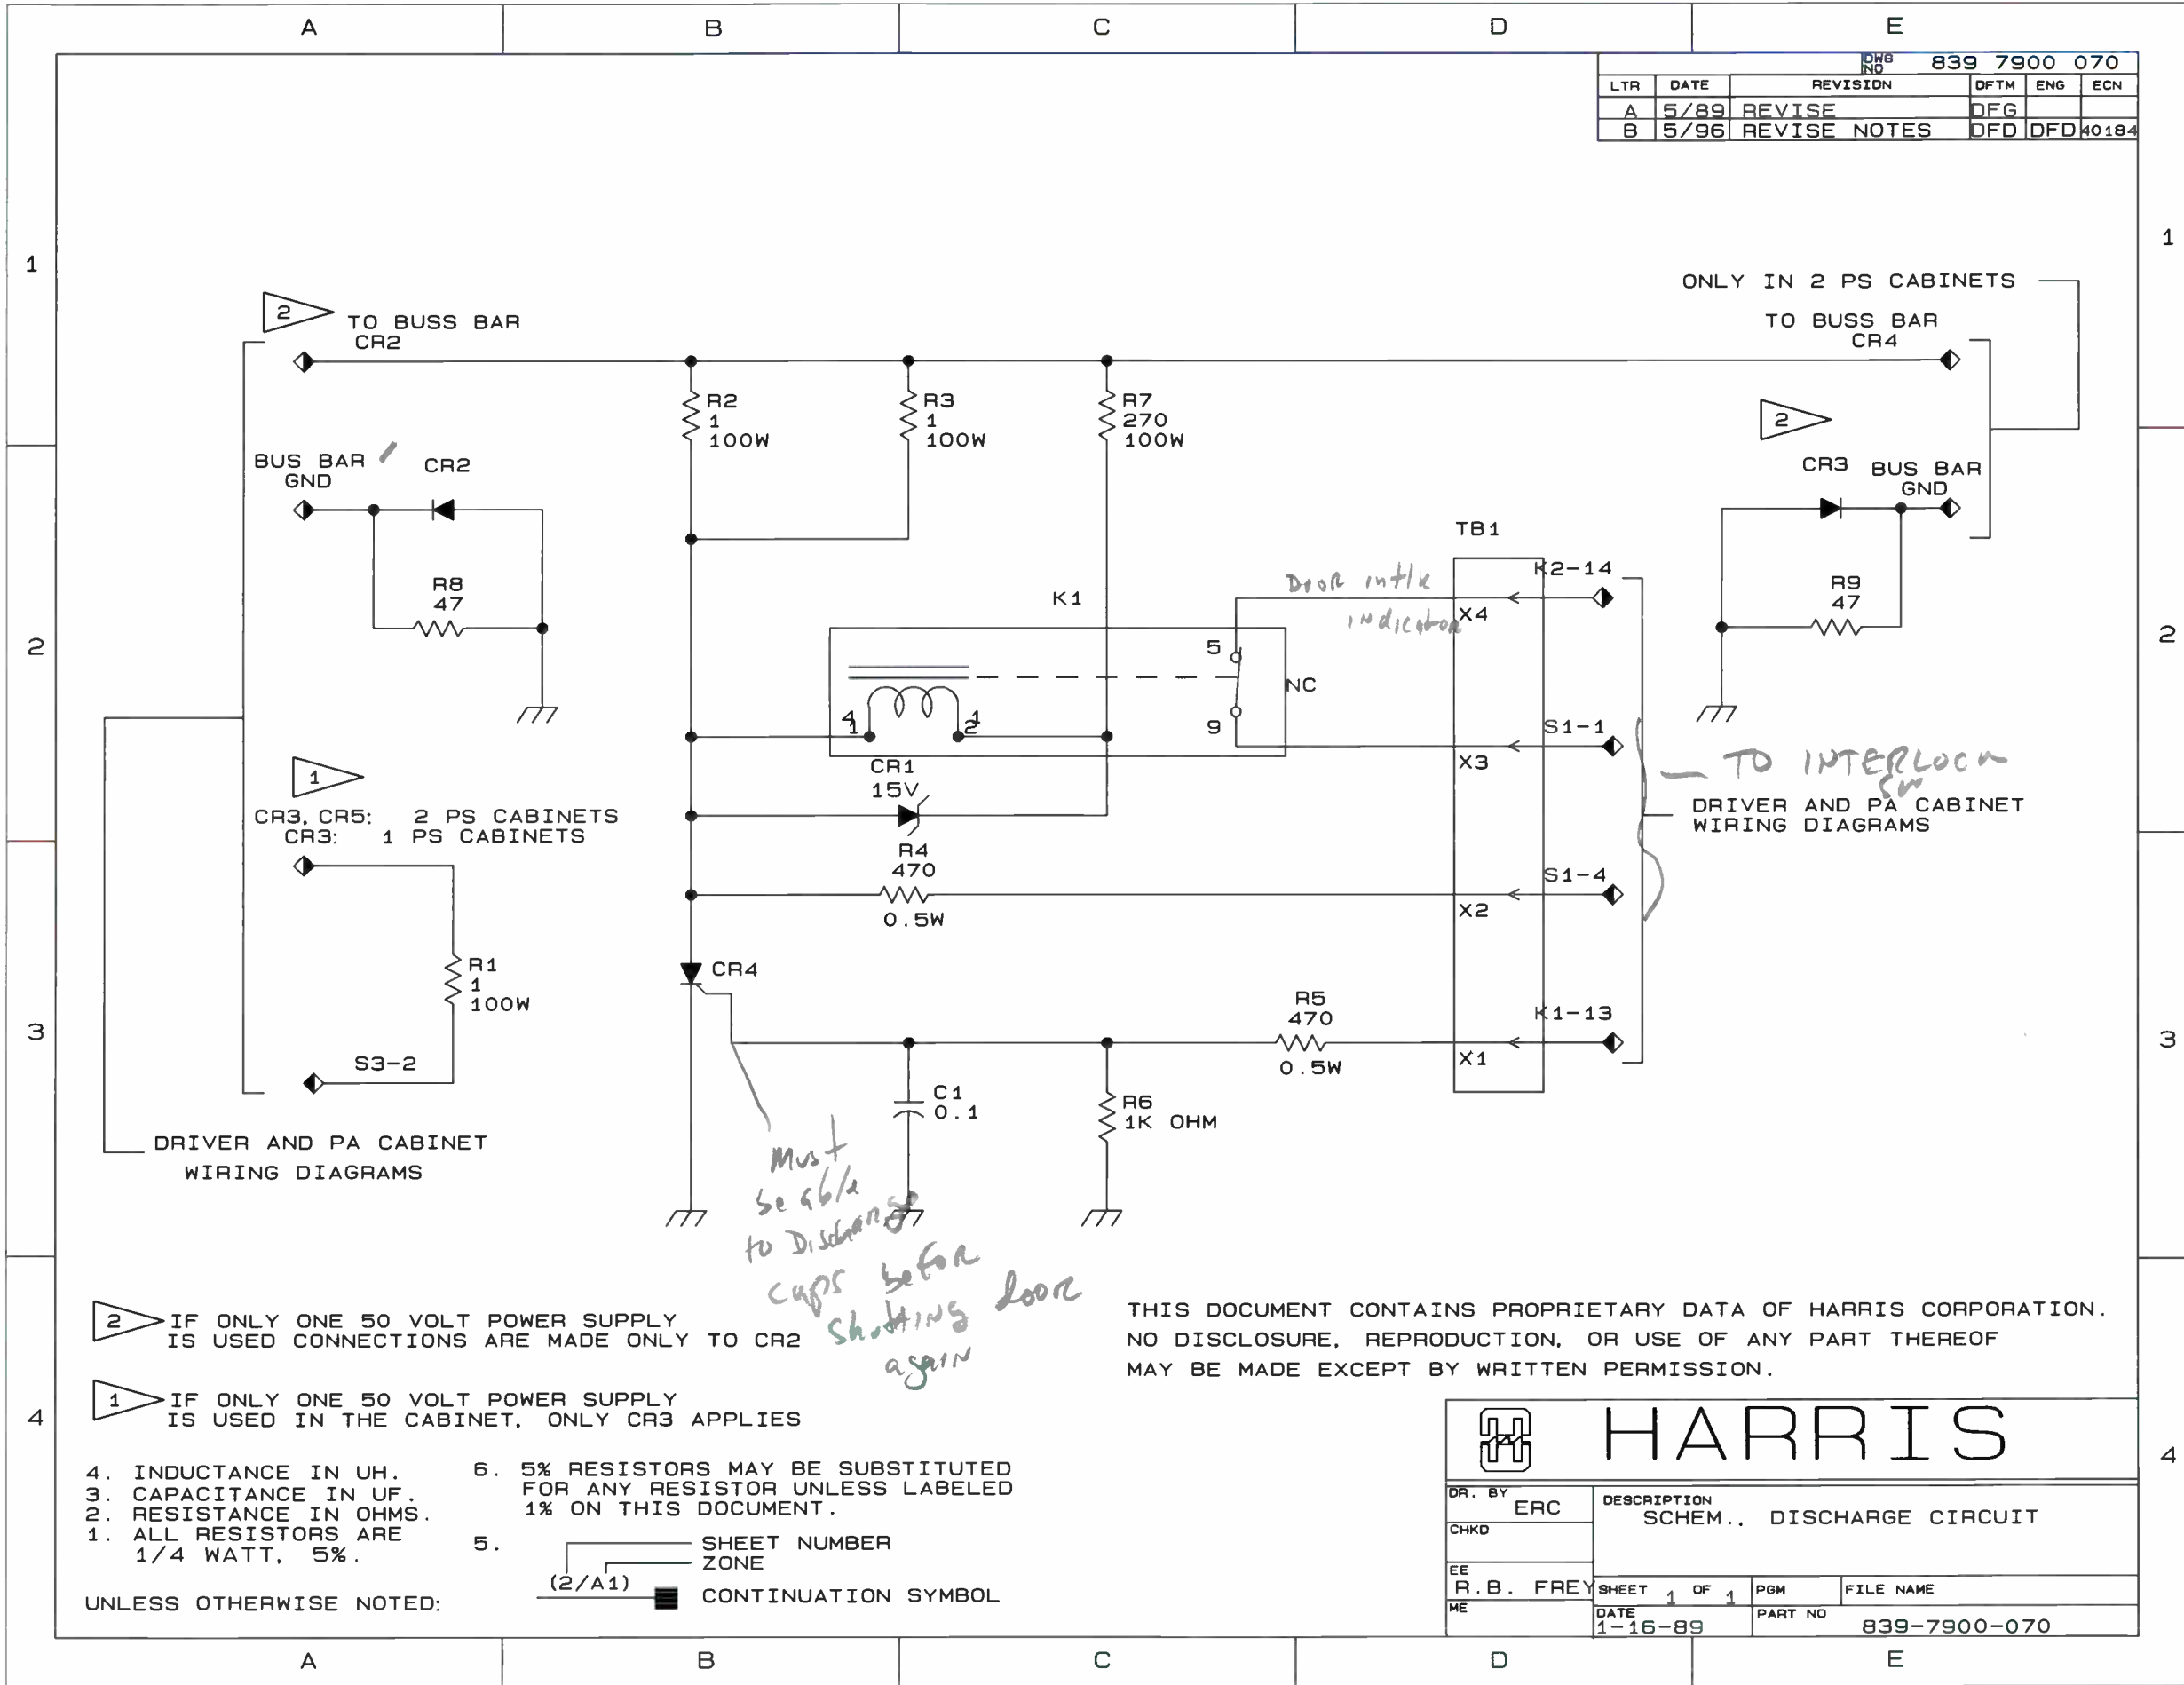 A B C D E
DWG NO 839 7900 070
LTR DATE REVISION DFTM ENG ECN
A 5/89 REVISE DFG
B 5/96 REVISE NOTES DFD DFD 40184
1
1
ONLY IN 2 PS CABINETS
2
TO BUSS BAR
CR2
TO BUSS BAR
CR4
R2
1
100W
R3
1
100W
R7
270
100W
2
BUS BAR
GND
CR2
CR3 BUS BAR
GND
TB1
R8
47
K1
Door int/k
indicator
K2-14
X4
R9
47
2
2
5
NC
9
4
1
1
2
S1-1
X3
TO INTERLOCK
SW
1
CR1
15V
CR3, CR5: 2 PS CABINETS
CR3: 1 PS CABINETS
DRIVER AND PA CABINET
WIRING DIAGRAMS
R4
470
0.5W
S1-4
X2
R1
1
100W
CR4
R5
470
0.5W
K1-13
X1
3
3
S3-2
C1
0.1
R6
1K OHM
DRIVER AND PA CABINET
WIRING DIAGRAMS
Must
be able
to Discharge
caps befor
shutting door
again
2 IF ONLY ONE 50 VOLT POWER SUPPLY
IS USED CONNECTIONS ARE MADE ONLY TO CR2
1 IF ONLY ONE 50 VOLT POWER SUPPLY
IS USED IN THE CABINET, ONLY CR3 APPLIES
THIS DOCUMENT CONTAINS PROPRIETARY DATA OF HARRIS CORPORATION.
NO DISCLOSURE, REPRODUCTION, OR USE OF ANY PART THEREOF
MAY BE MADE EXCEPT BY WRITTEN PERMISSION.
4
4
4. INDUCTANCE IN UH.
3. CAPACITANCE IN UF.
2. RESISTANCE IN OHMS.
1. ALL RESISTORS ARE
1/4 WATT, 5%.
UNLESS OTHERWISE NOTED:
6. 5% RESISTORS MAY BE SUBSTITUTED
FOR ANY RESISTOR UNLESS LABELED
1% ON THIS DOCUMENT.
5.
SHEET NUMBER
ZONE
(2/A1)
CONTINUATION SYMBOL
HARRIS
DR. BY ERC
CHKD
EE
R.B. FREY
ME
DESCRIPTION
SCHEM., DISCHARGE CIRCUIT
SHEET 1 OF 1
PGM
FILE NAME
DATE
1-16-89
PART NO
839-7900-070
A B C D E